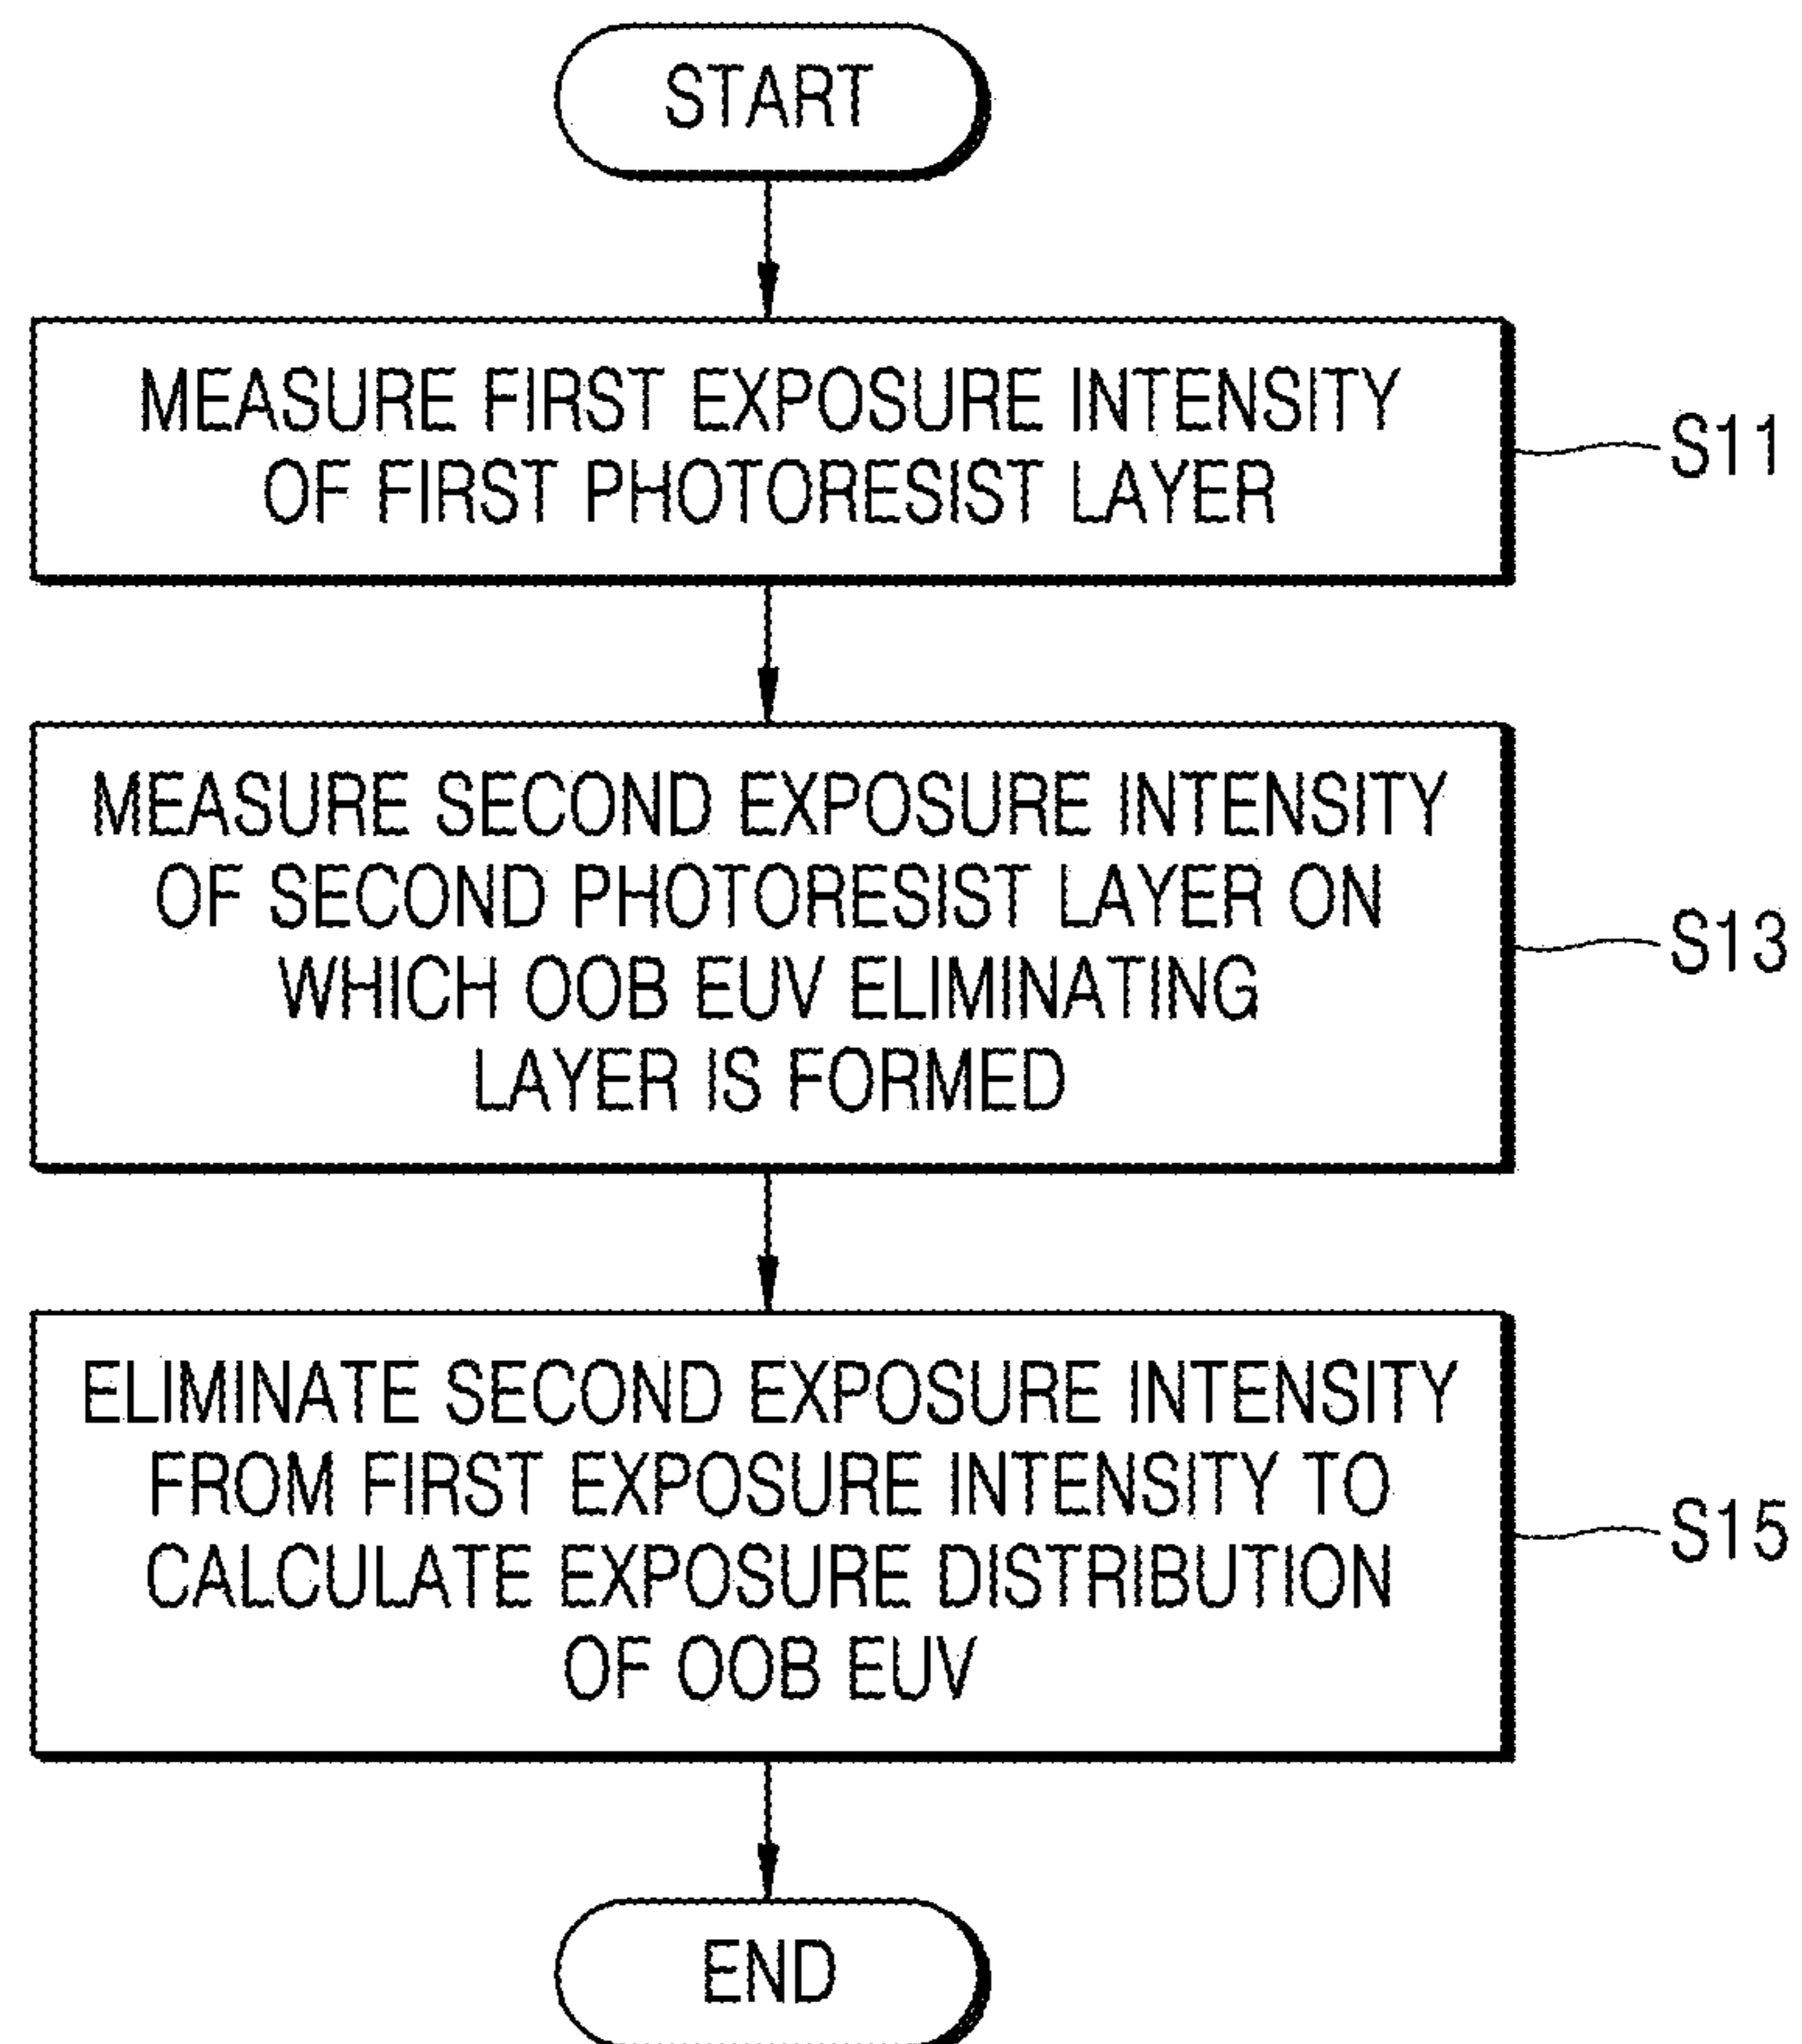 START
MEASURE FIRST EXPOSURE INTENSITY
OF FIRST PHOTORESIST LAYER
S11
MEASURE SECOND EXPOSURE INTENSITY
OF SECOND PHOTORESIST LAYER ON
WHICH OOB EUV ELIMINATING
LAYER IS FORMED
S13
ELIMINATE SECOND EXPOSURE INTENSITY
FROM FIRST EXPOSURE INTENSITY TO
CALCULATE EXPOSURE DISTRIBUTION
OF OOB EUV
S15
END